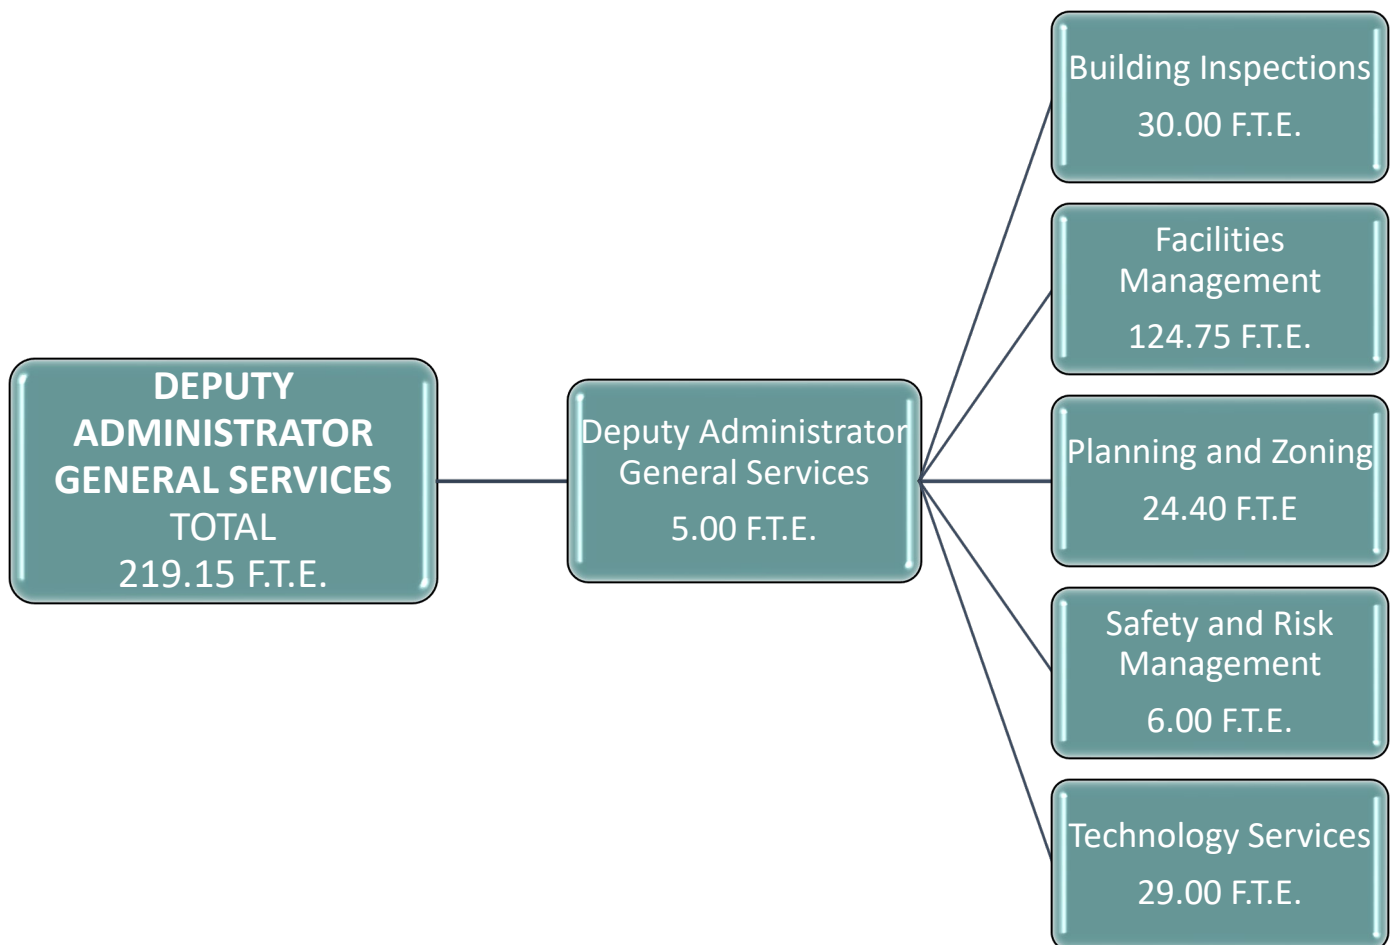 DEPUTY
ADMINISTRATOR
GENERAL SERVICES
TOTAL
219.15 F.T.E.
Deputy Administrator
General Services
5.00 F.T.E.
Building Inspections
30.00 F.T.E.
Facilities
Management
124.75 F.T.E.
Planning and Zoning
24.40 F.T.E
Safety and Risk
Management
6.00 F.T.E.
Technology Services
29.00 F.T.E.